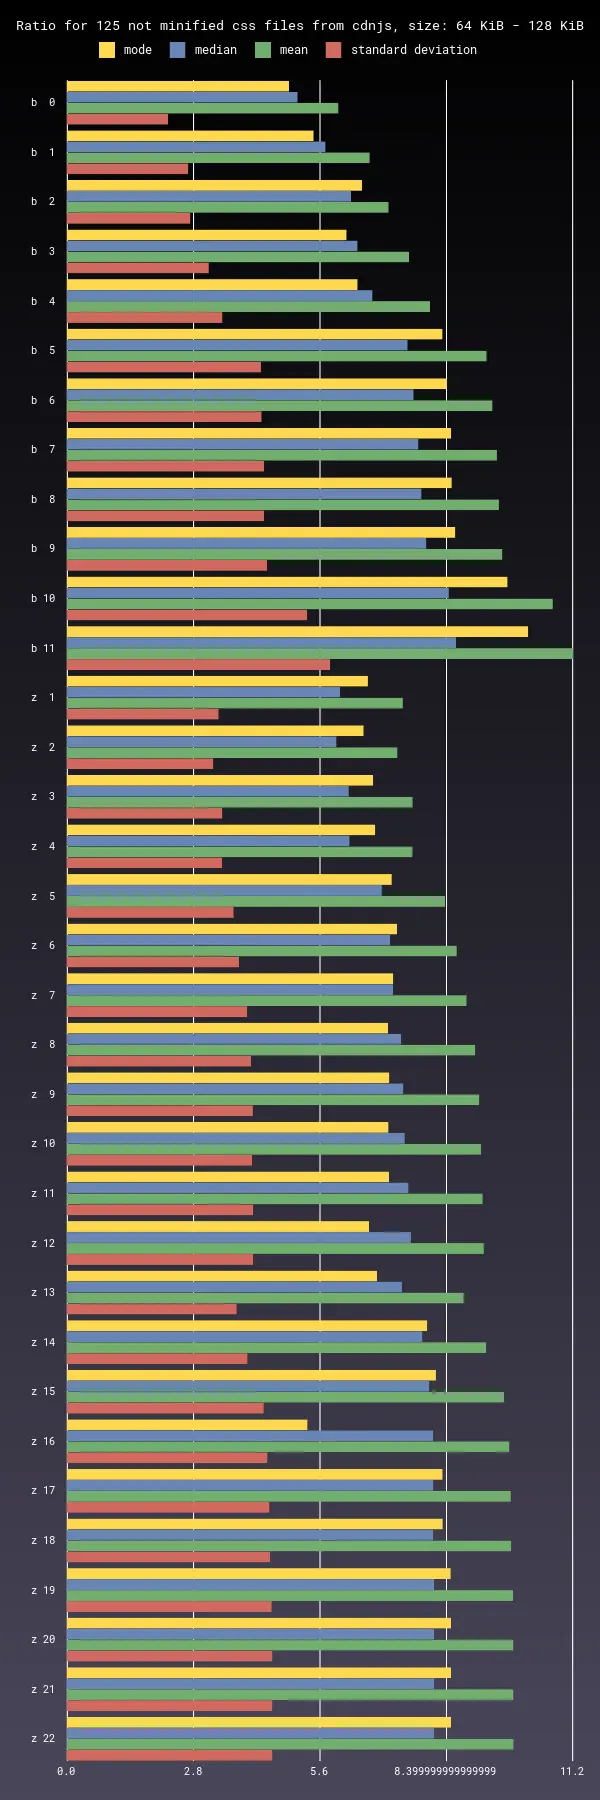 Ratio for 125 not minified css files from cdnjs, size: 64 KiB - 128 KiB
mode median mean standard deviation
b 0
b 1
b 2
b 3
b 4
b 5
b 6
b 7
b 8
b 9
b 10
b 11
z 1
z 2
z 3
z 4
z 5
z 6
z 7
z 8
z 9
z 10
z 11
z 12
z 13
z 14
z 15
z 16
z 17
z 18
z 19
z 20
z 21
z 22
0.0 2.8 5.6 8.399999999999999 11.2